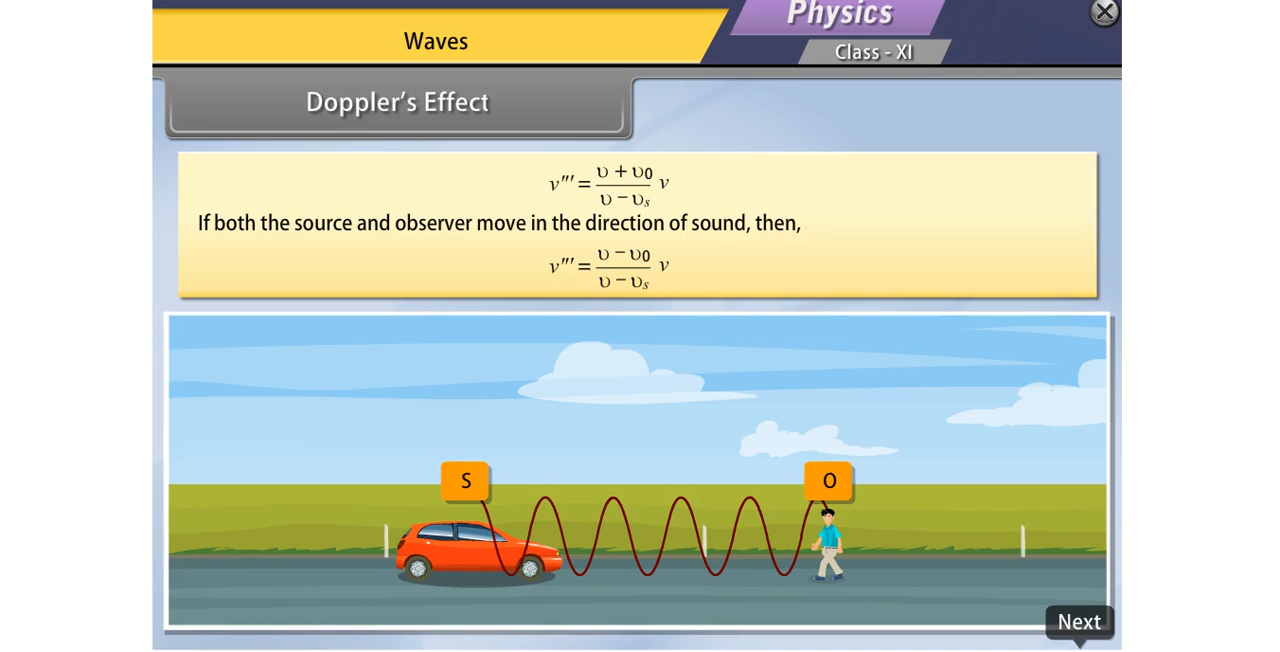 Physics
Waves
Class - XI
Doppler's Effect
ν''' = (υ + υ₀)/(υ − υₛ) ν
If both the source and observer move in the direction of sound, then,
ν''' = (υ − υ₀)/(υ − υₛ) ν
S
O
Next